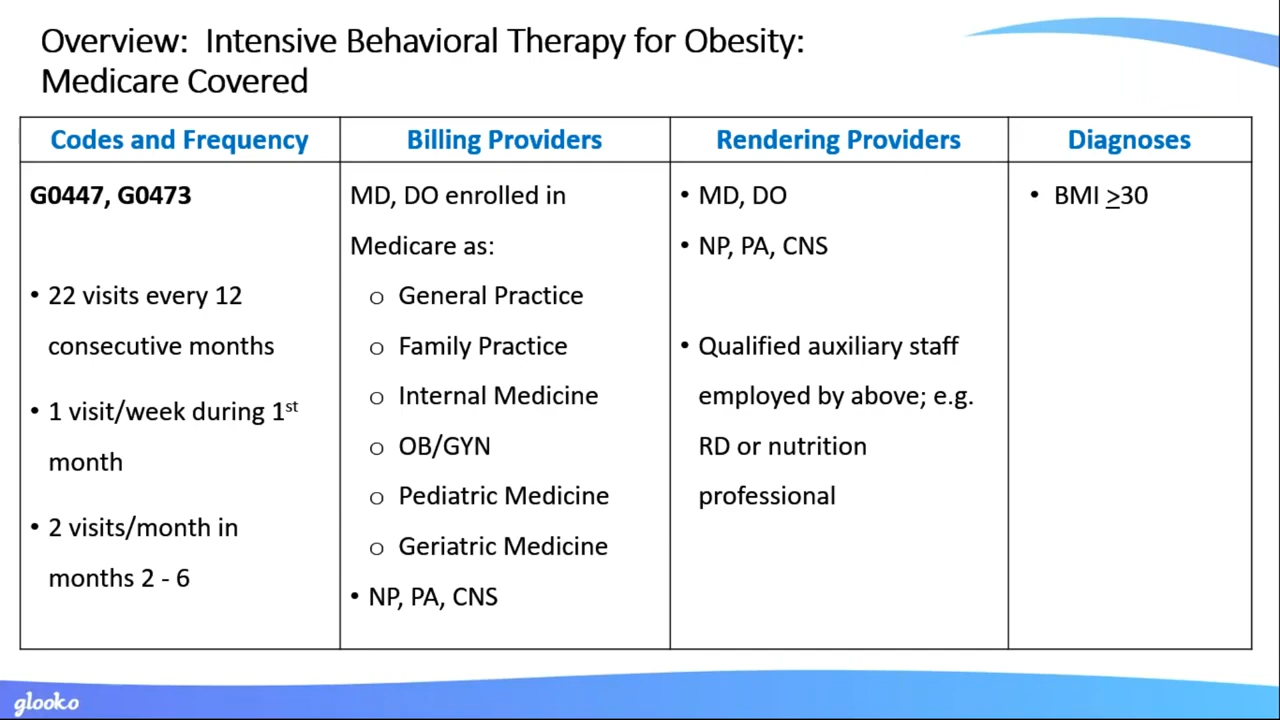 Overview:  Intensive Behavioral Therapy for Obesity:
Medicare Covered
Codes and Frequency
G0447, G0473
• 22 visits every 12
consecutive months
• 1 visit/week during 1st
month
• 2 visits/month in
months 2 - 6
Billing Providers
MD, DO enrolled in
Medicare as:
o General Practice
o Family Practice
o Internal Medicine
o OB/GYN
o Pediatric Medicine
o Geriatric Medicine
• NP, PA, CNS
Rendering Providers
• MD, DO
• NP, PA, CNS
• Qualified auxiliary staff
employed by above; e.g.
RD or nutrition
professional
Diagnoses
• BMI ≥30
glooko